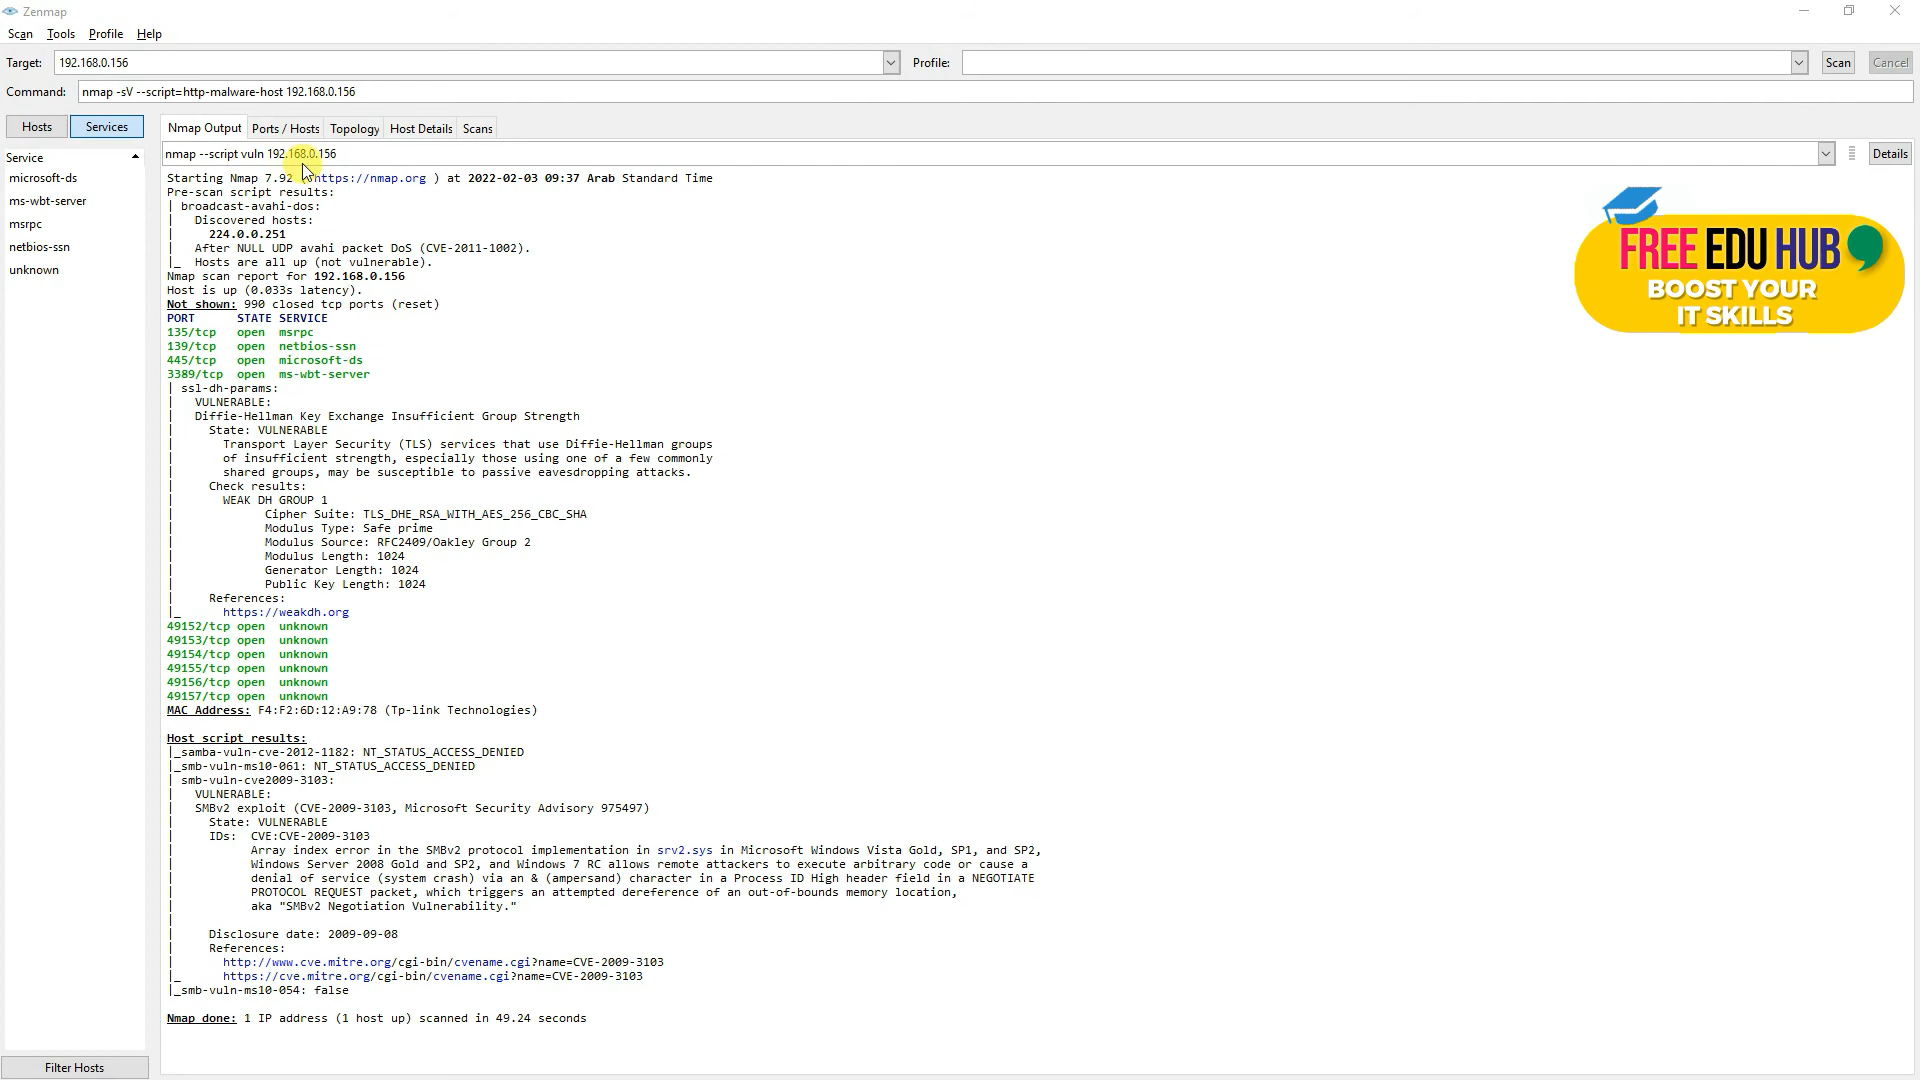 Zenmap
Scan Tools Profile Help
Target: 192.168.0.156 Profile: Scan Cancel
Command: nmap -sV --script=http-malware-host 192.168.0.156
Hosts Services
Nmap Output Ports / Hosts Topology Host Details Scans
Service
microsoft-ds
ms-wbt-server
msrpc
netbios-ssn
unknown
nmap --script vuln 192.168.0.156 Details
Starting Nmap 7.92 https://nmap.org ) at 2022-02-03 09:37 Arab Standard Time
Pre-scan script results:
| broadcast-avahi-dos:
|   Discovered hosts:
|     224.0.0.251
|   After NULL UDP avahi packet DoS (CVE-2011-1002).
|_  Hosts are all up (not vulnerable).
Nmap scan report for 192.168.0.156
Host is up (0.033s latency).
Not shown: 990 closed tcp ports (reset)
PORT      STATE SERVICE
135/tcp   open  msrpc
139/tcp   open  netbios-ssn
445/tcp   open  microsoft-ds
3389/tcp  open  ms-wbt-server
| ssl-dh-params:
|   VULNERABLE:
|   Diffie-Hellman Key Exchange Insufficient Group Strength
|     State: VULNERABLE
|       Transport Layer Security (TLS) services that use Diffie-Hellman groups
|       of insufficient strength, especially those using one of a few commonly
|       shared groups, may be susceptible to passive eavesdropping attacks.
|     Check results:
|       WEAK DH GROUP 1
|             Cipher Suite: TLS_DHE_RSA_WITH_AES_256_CBC_SHA
|             Modulus Type: Safe prime
|             Modulus Source: RFC2409/Oakley Group 2
|             Modulus Length: 1024
|             Generator Length: 1024
|             Public Key Length: 1024
|     References:
|_      https://weakdh.org
49152/tcp open  unknown
49153/tcp open  unknown
49154/tcp open  unknown
49155/tcp open  unknown
49156/tcp open  unknown
49157/tcp open  unknown
MAC Address: F4:F2:6D:12:A9:78 (Tp-link Technologies)
Host script results:
|_samba-vuln-cve-2012-1182: NT_STATUS_ACCESS_DENIED
|_smb-vuln-ms10-061: NT_STATUS_ACCESS_DENIED
| smb-vuln-cve2009-3103:
|   VULNERABLE:
|   SMBv2 exploit (CVE-2009-3103, Microsoft Security Advisory 975497)
|     State: VULNERABLE
|     IDs:  CVE:CVE-2009-3103
|           Array index error in the SMBv2 protocol implementation in srv2.sys in Microsoft Windows Vista Gold, SP1, and SP2,
|           Windows Server 2008 Gold and SP2, and Windows 7 RC allows remote attackers to execute arbitrary code or cause a
|           denial of service (system crash) via an & (ampersand) character in a Process ID High header field in a NEGOTIATE
|           PROTOCOL REQUEST packet, which triggers an attempted dereference of an out-of-bounds memory location,
|           aka "SMBv2 Negotiation Vulnerability."
|
|     Disclosure date: 2009-09-08
|     References:
|       http://www.cve.mitre.org/cgi-bin/cvename.cgi?name=CVE-2009-3103
|_      https://cve.mitre.org/cgi-bin/cvename.cgi?name=CVE-2009-3103
|_smb-vuln-ms10-054: false
Nmap done: 1 IP address (1 host up) scanned in 49.24 seconds
Filter Hosts
FREE EDU HUB
BOOST YOUR
IT SKILLS